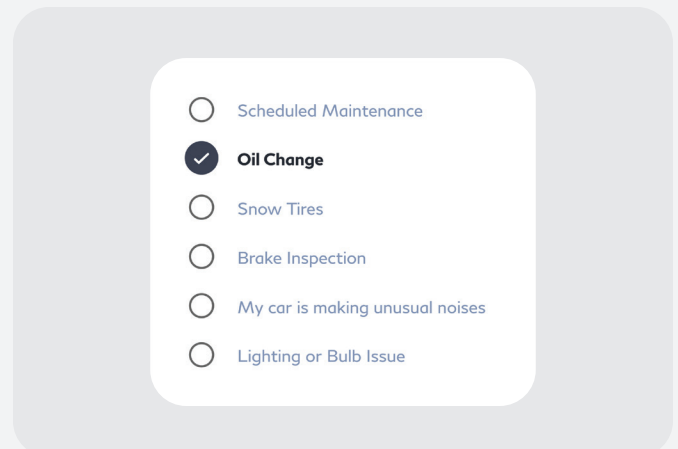 Scheduled Maintenance
Oil Change
Snow Tires
Brake Inspection
My car is making unusual noises
Lighting or Bulb Issue